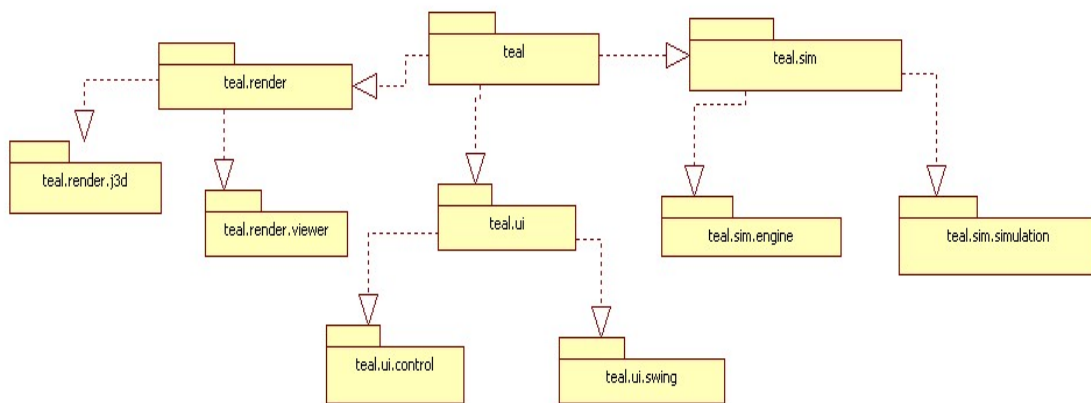 teal
teal.render
teal.sim
teal.render.j3d
teal.render.viewer
teal.ui
teal.sim.engine
teal.sim.simulation
teal.ui.control
teal.ui.swing